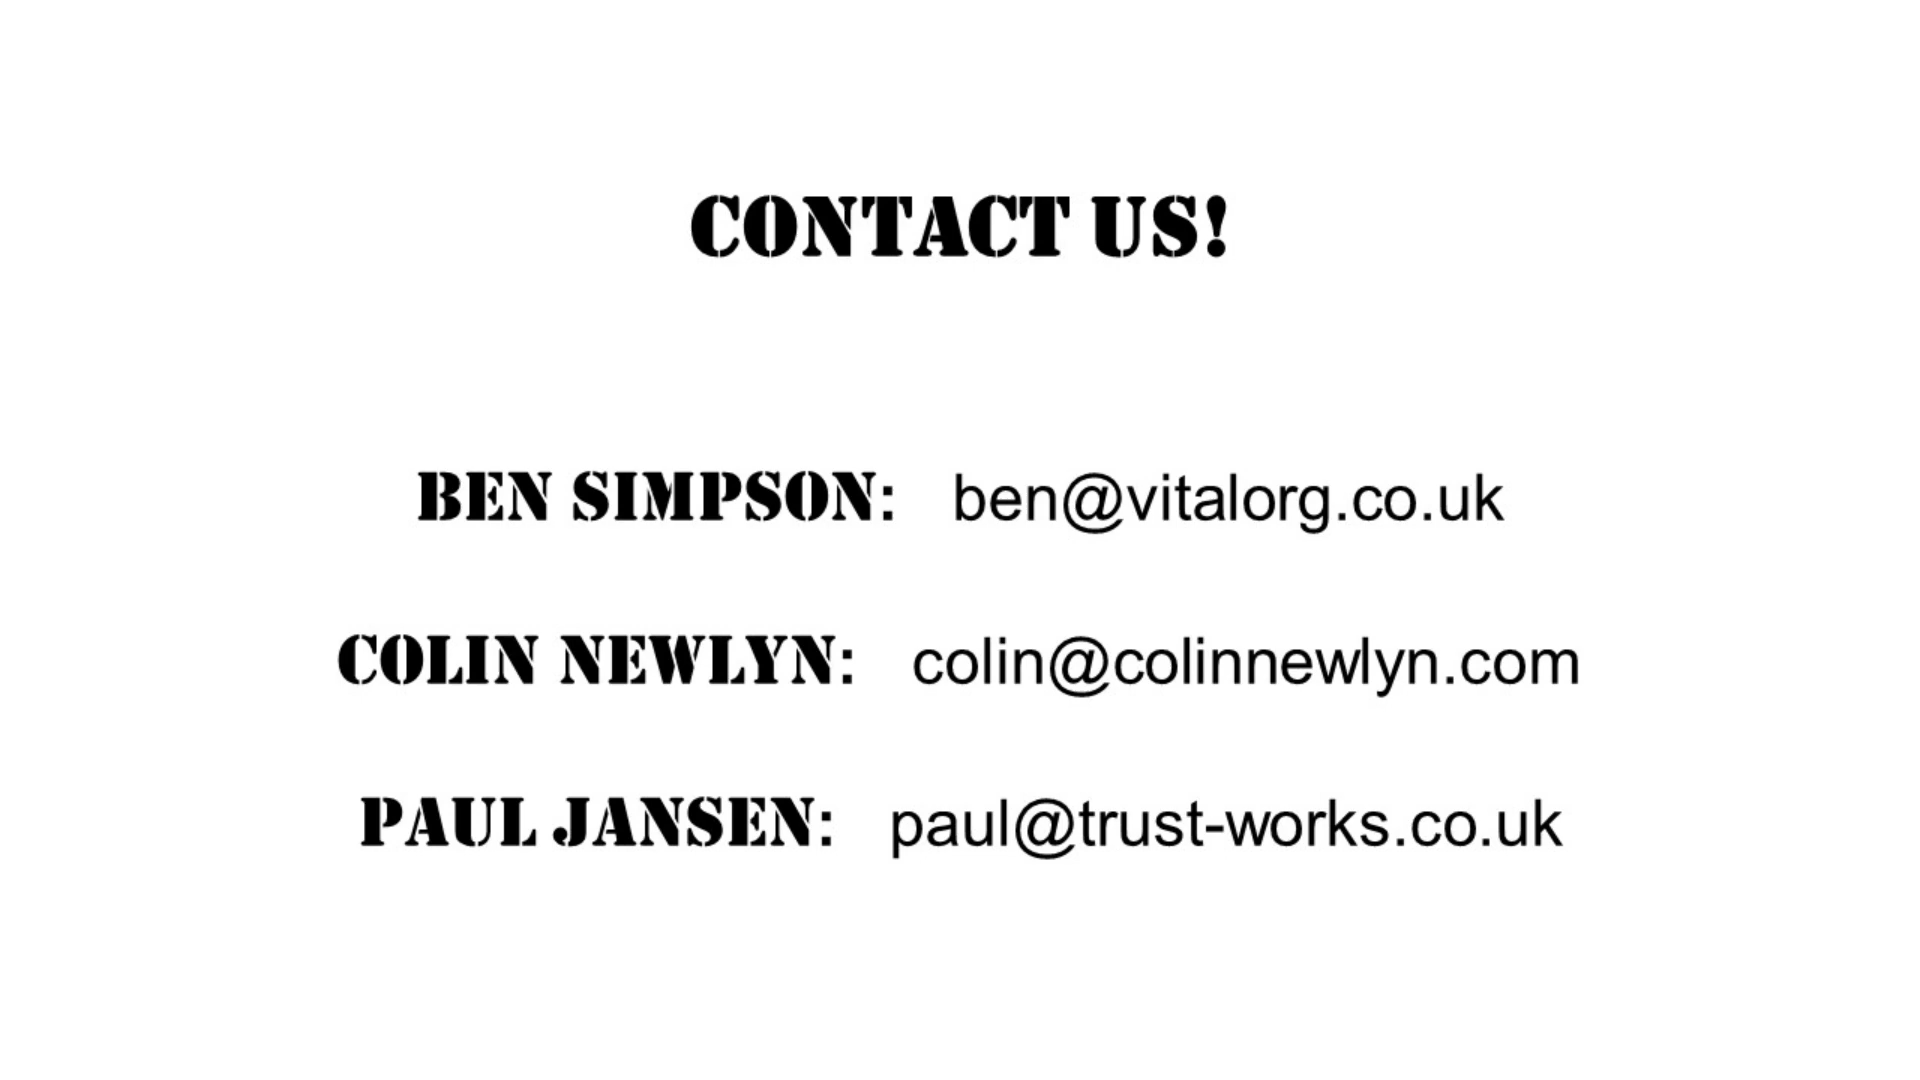 CONTACT US!
BEN SIMPSON: ben@vitalorg.co.uk
COLIN NEWLYN: colin@colinnewlyn.com
PAUL JANSEN: paul@trust-works.co.uk